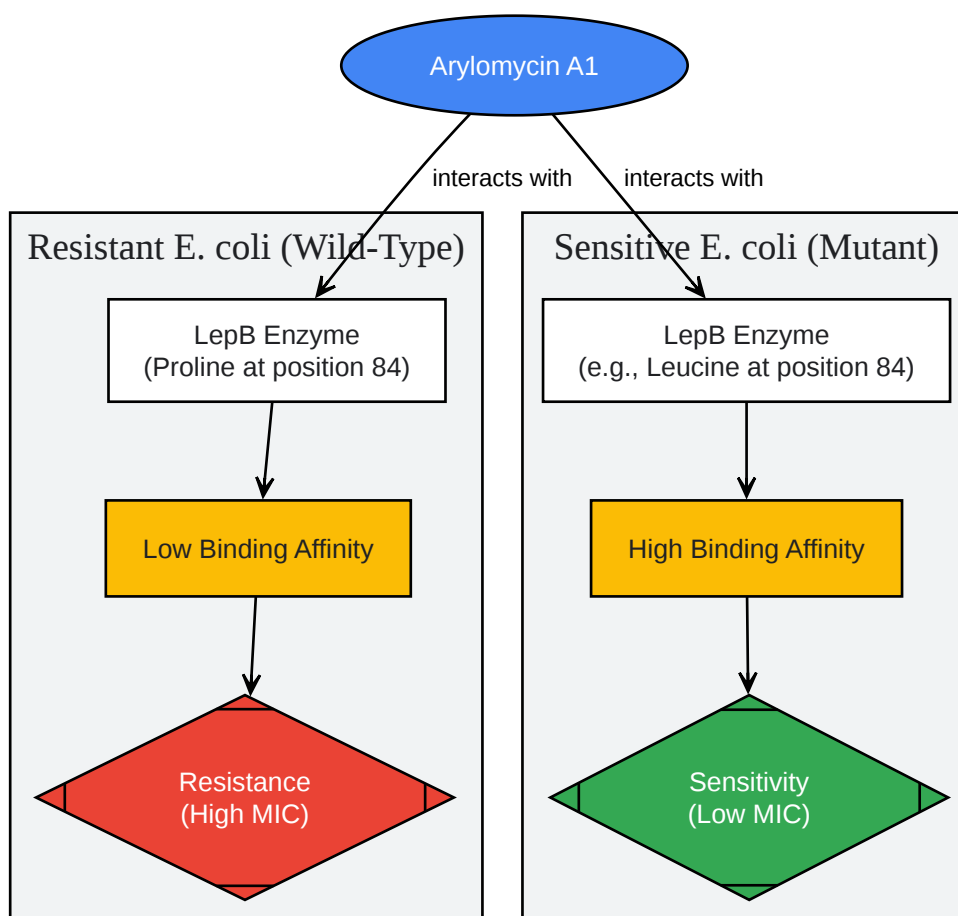 Arylomycin A1
interacts with
interacts with
Resistant E. coli (Wild-Type)
LepB Enzyme
(Proline at position 84)
Low Binding Affinity
Resistance
(High MIC)
Sensitive E. coli (Mutant)
LepB Enzyme
(e.g., Leucine at position 84)
High Binding Affinity
Sensitivity
(Low MIC)